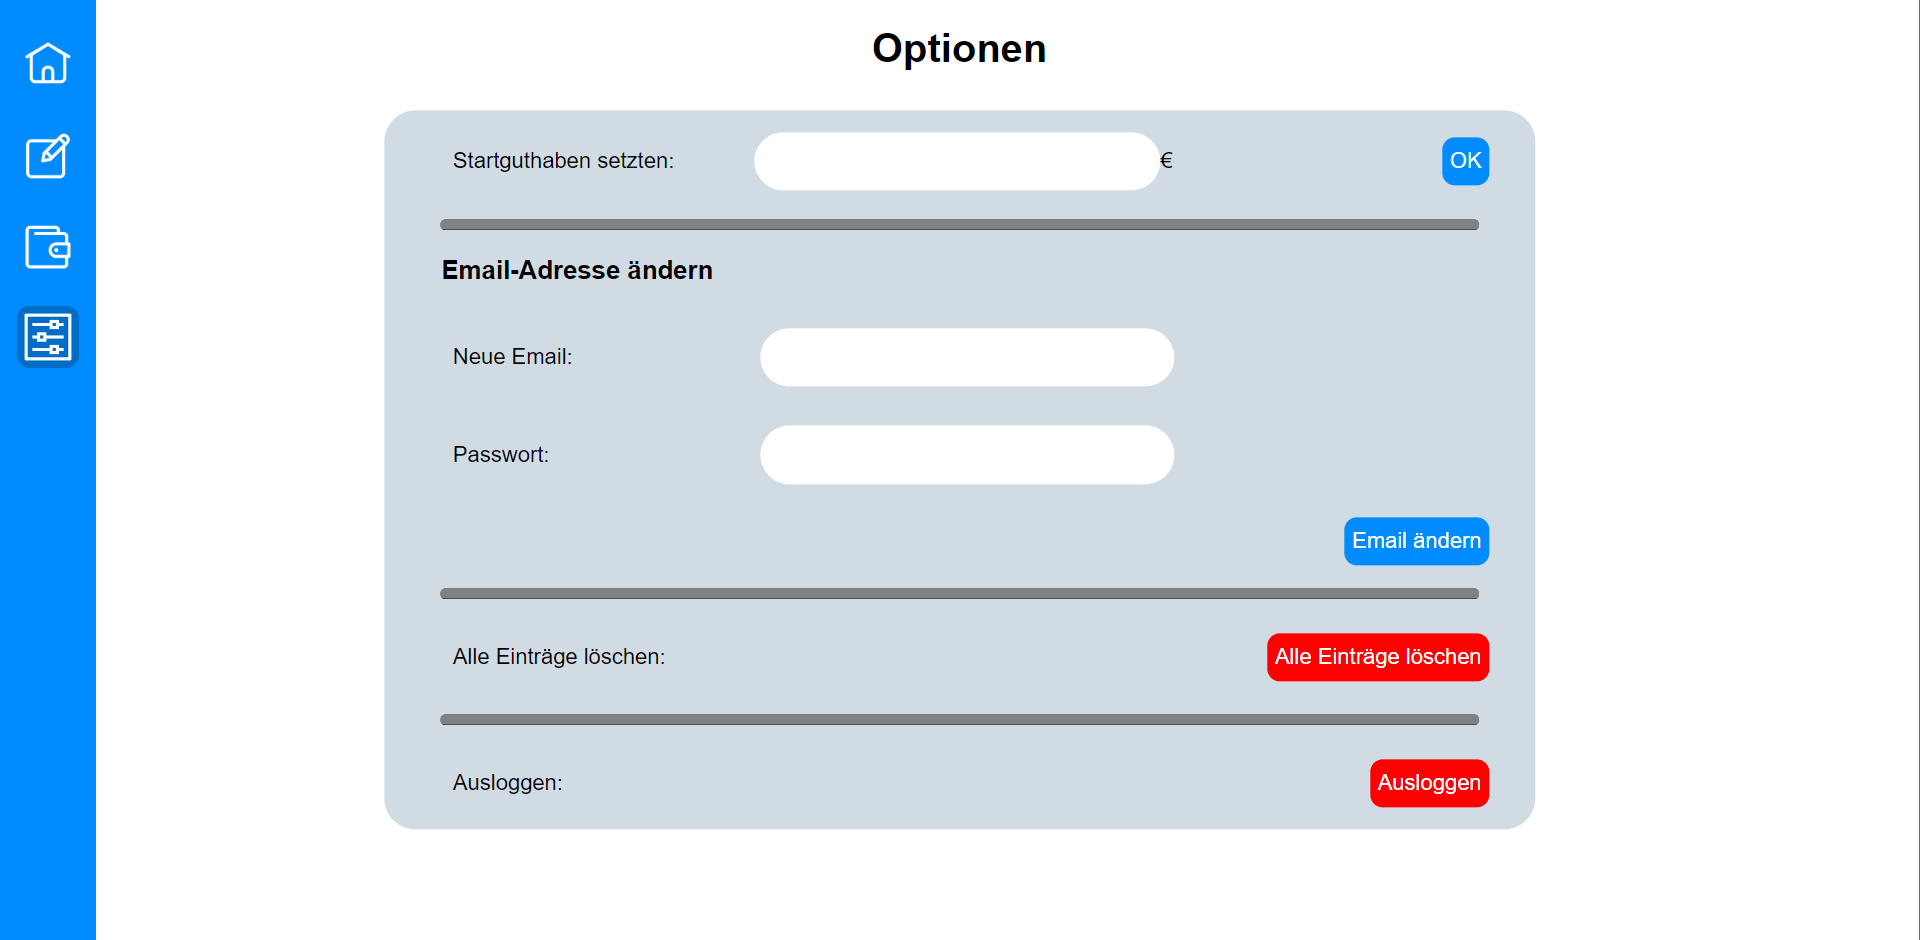 Optionen
Startguthaben setzten: € OK
Email-Adresse ändern
Neue Email:
Passwort:
Email ändern
Alle Einträge löschen: Alle Einträge löschen
Ausloggen: Ausloggen